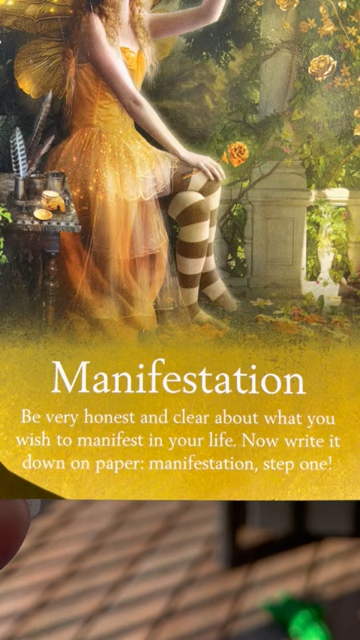 Manifestation
Be very honest and clear about what you
wish to manifest in your life. Now write it
down on paper: manifestation, step one!